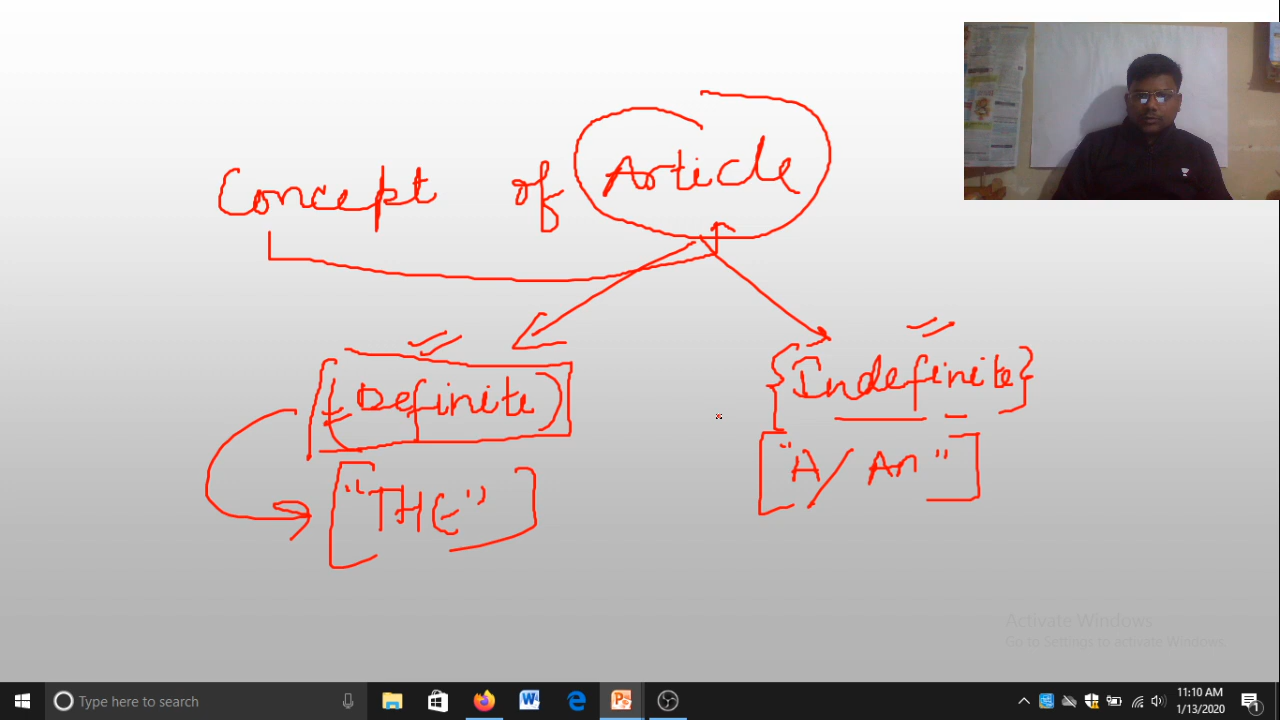 Concept of Article
Definite
Indefinite
"THE"
"A/An"
Activate Windows
Go to Settings to activate Windows.
Type here to search
11:10 AM
1/13/2020
1